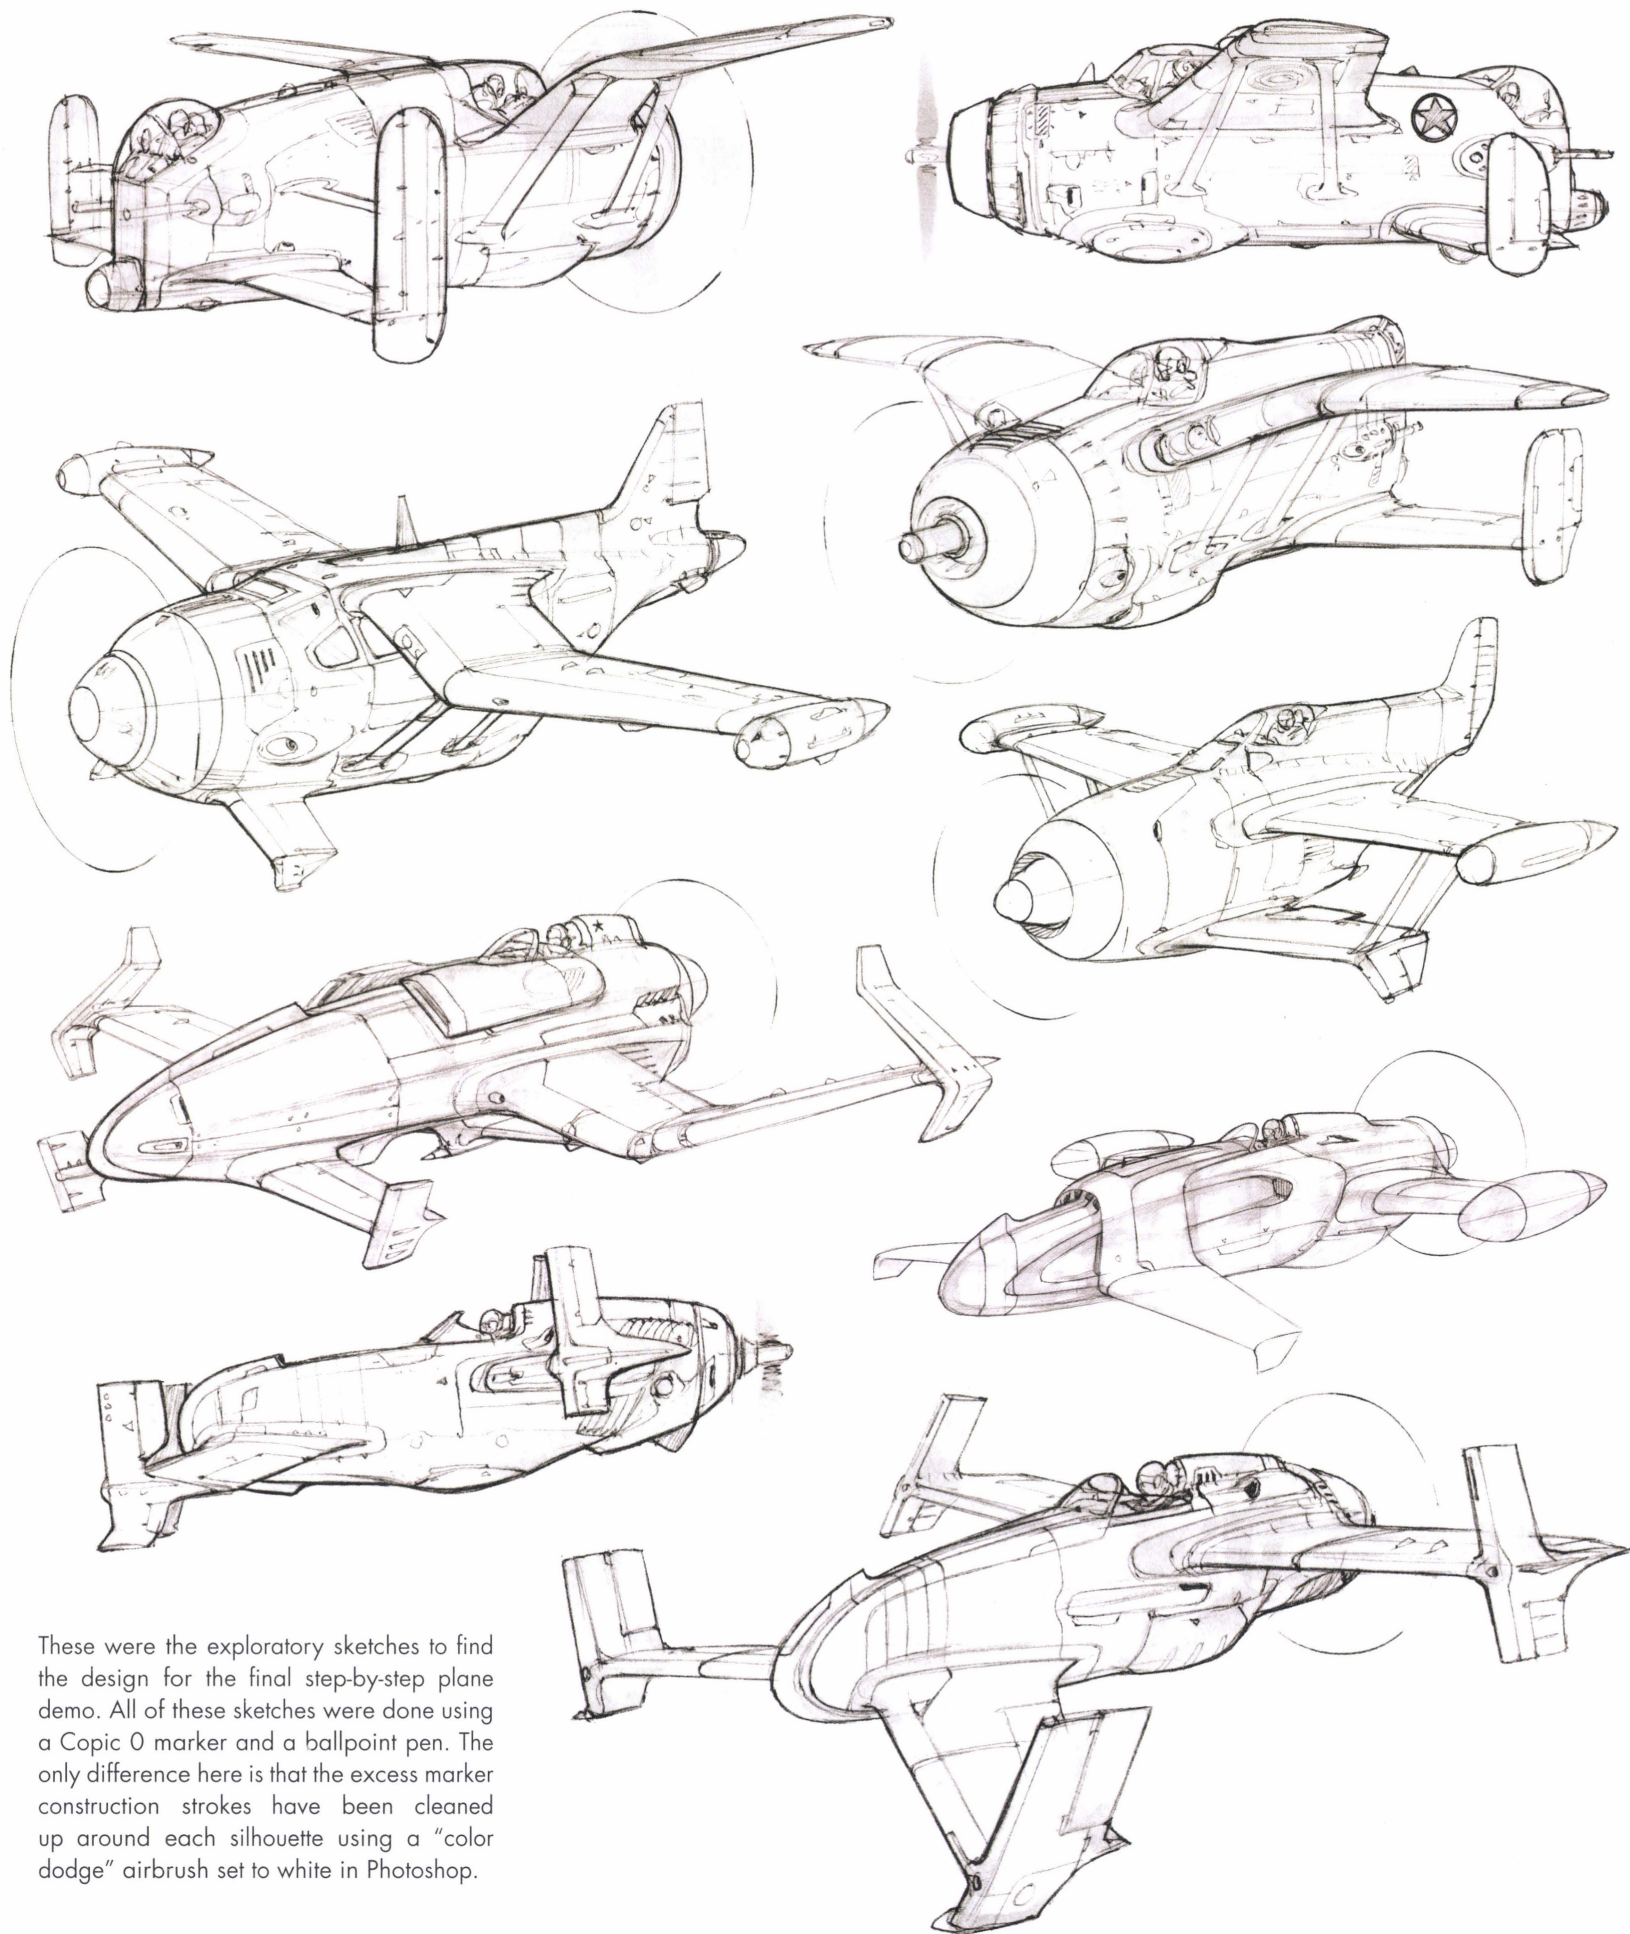 These were the exploratory sketches to find
the design for the final step-by-step plane
demo. All of these sketches were done using
a Copic 0 marker and a ballpoint pen. The
only difference here is that the excess marker
construction strokes have been cleaned
up around each silhouette using a “color
dodge” airbrush set to white in Photoshop.